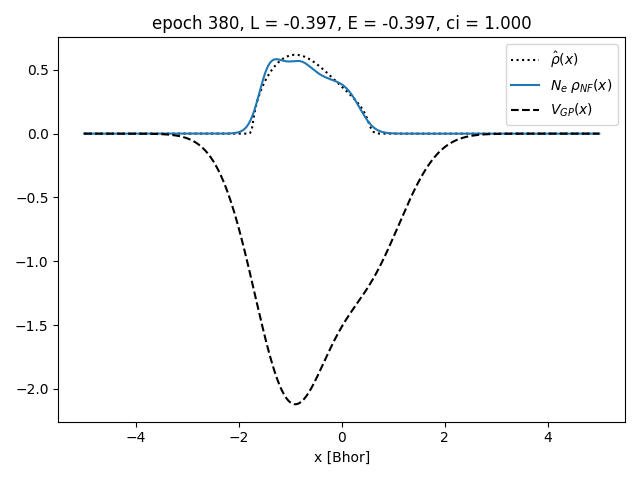 epoch 380, L = -0.397, E = -0.397, ci = 1.000
ρ̂(x)
N_e ρ_NF(x)
V_GP(x)
0.5
0.0
−0.5
−1.0
−1.5
−2.0
−4 −2 0 2 4
x [Bhor]